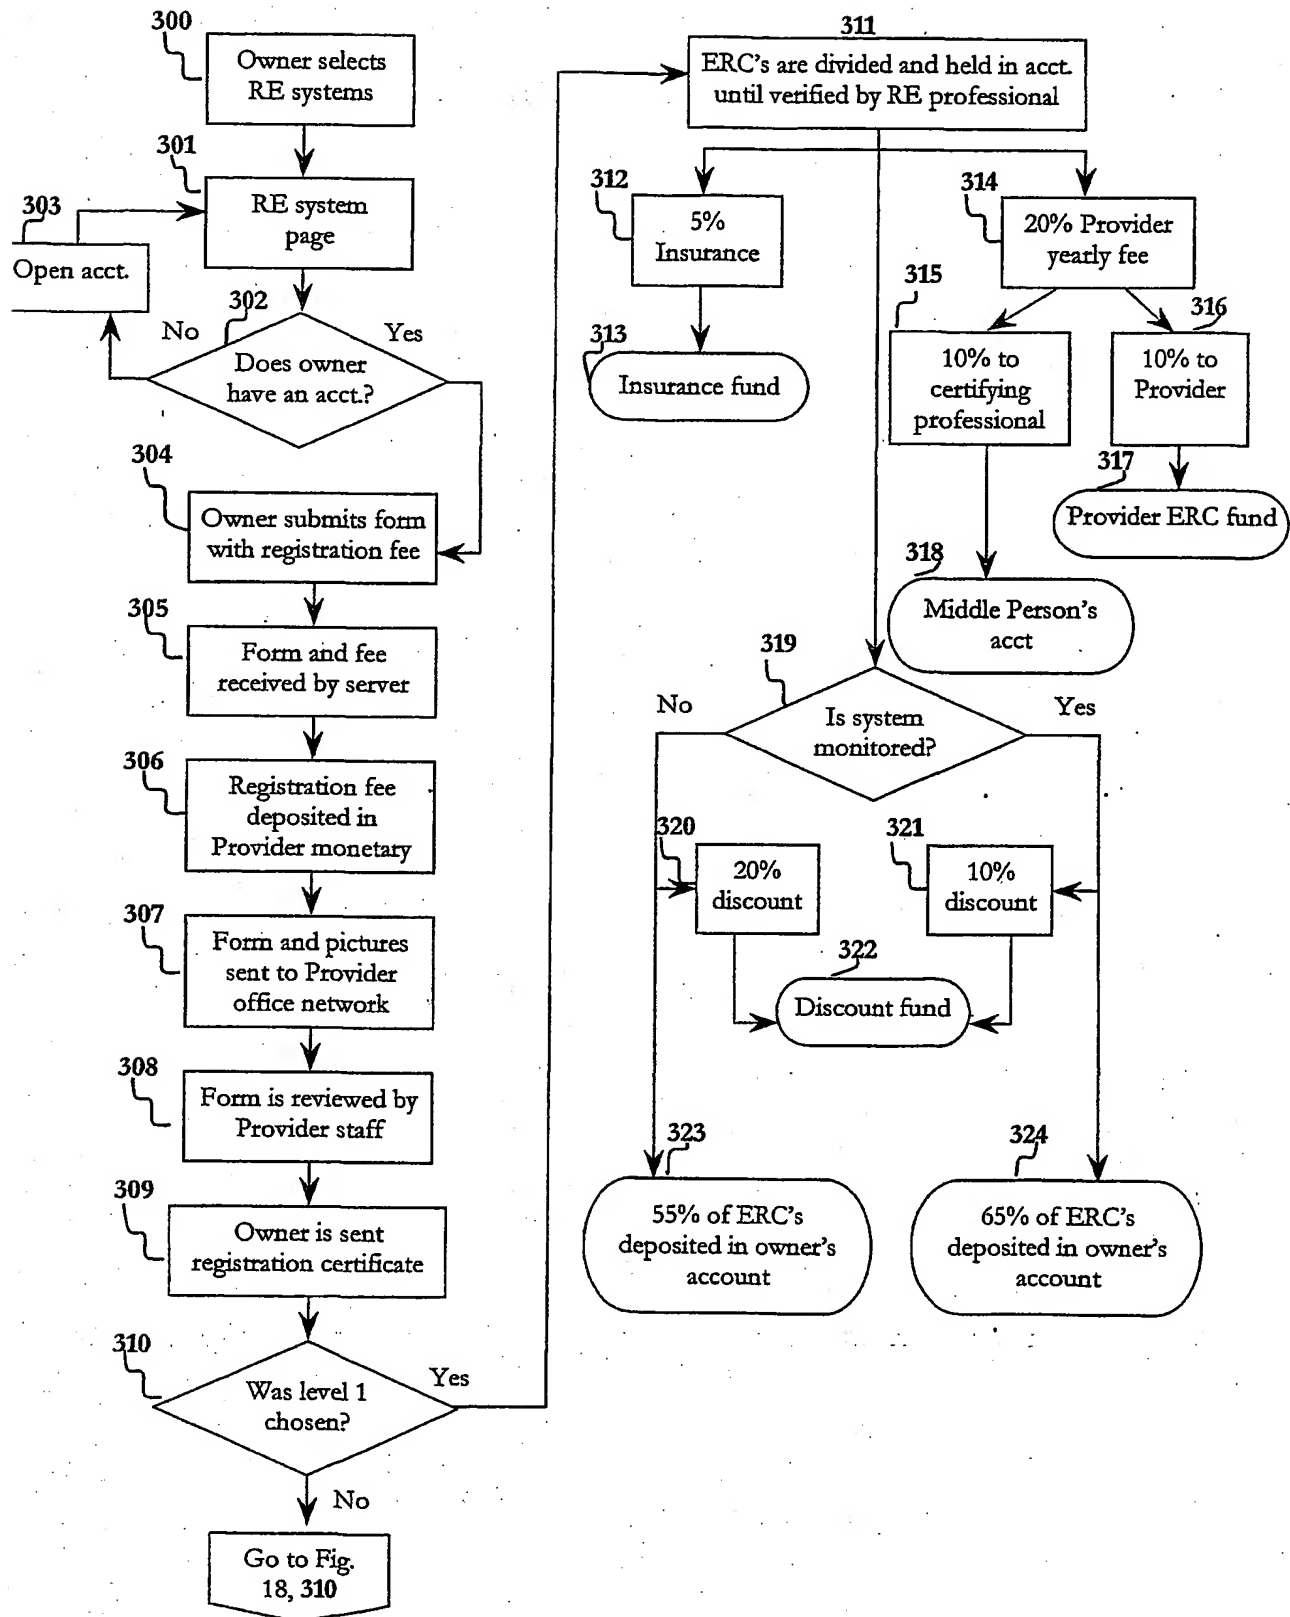 300
Owner selects
RE systems
301
RE system
page
303
Open acct.
302
No
Yes
Does owner
have an acct.?
304
Owner submits form
with registration fee
305
Form and fee
received by server
306
Registration fee
deposited in
Provider monetary
307
Form and pictures
sent to Provider
office network
308
Form is reviewed by
Provider staff
309
Owner is sent
registration certificate
310
Was level 1
chosen?
Yes
No
Go to Fig.
18, 310
311
ERC's are divided and held in acct.
until verified by RE professional
312
5%
Insurance
313
Insurance fund
314
20% Provider
yearly fee
315
10% to
certifying
professional
316
10% to
Provider
317
Provider ERC fund
318
Middle Person's
acct
319
No
Yes
Is system
monitored?
320
20%
discount
321
10%
discount
322
Discount fund
323
55% of ERC's
deposited in owner's
account
324
65% of ERC's
deposited in owner's
account